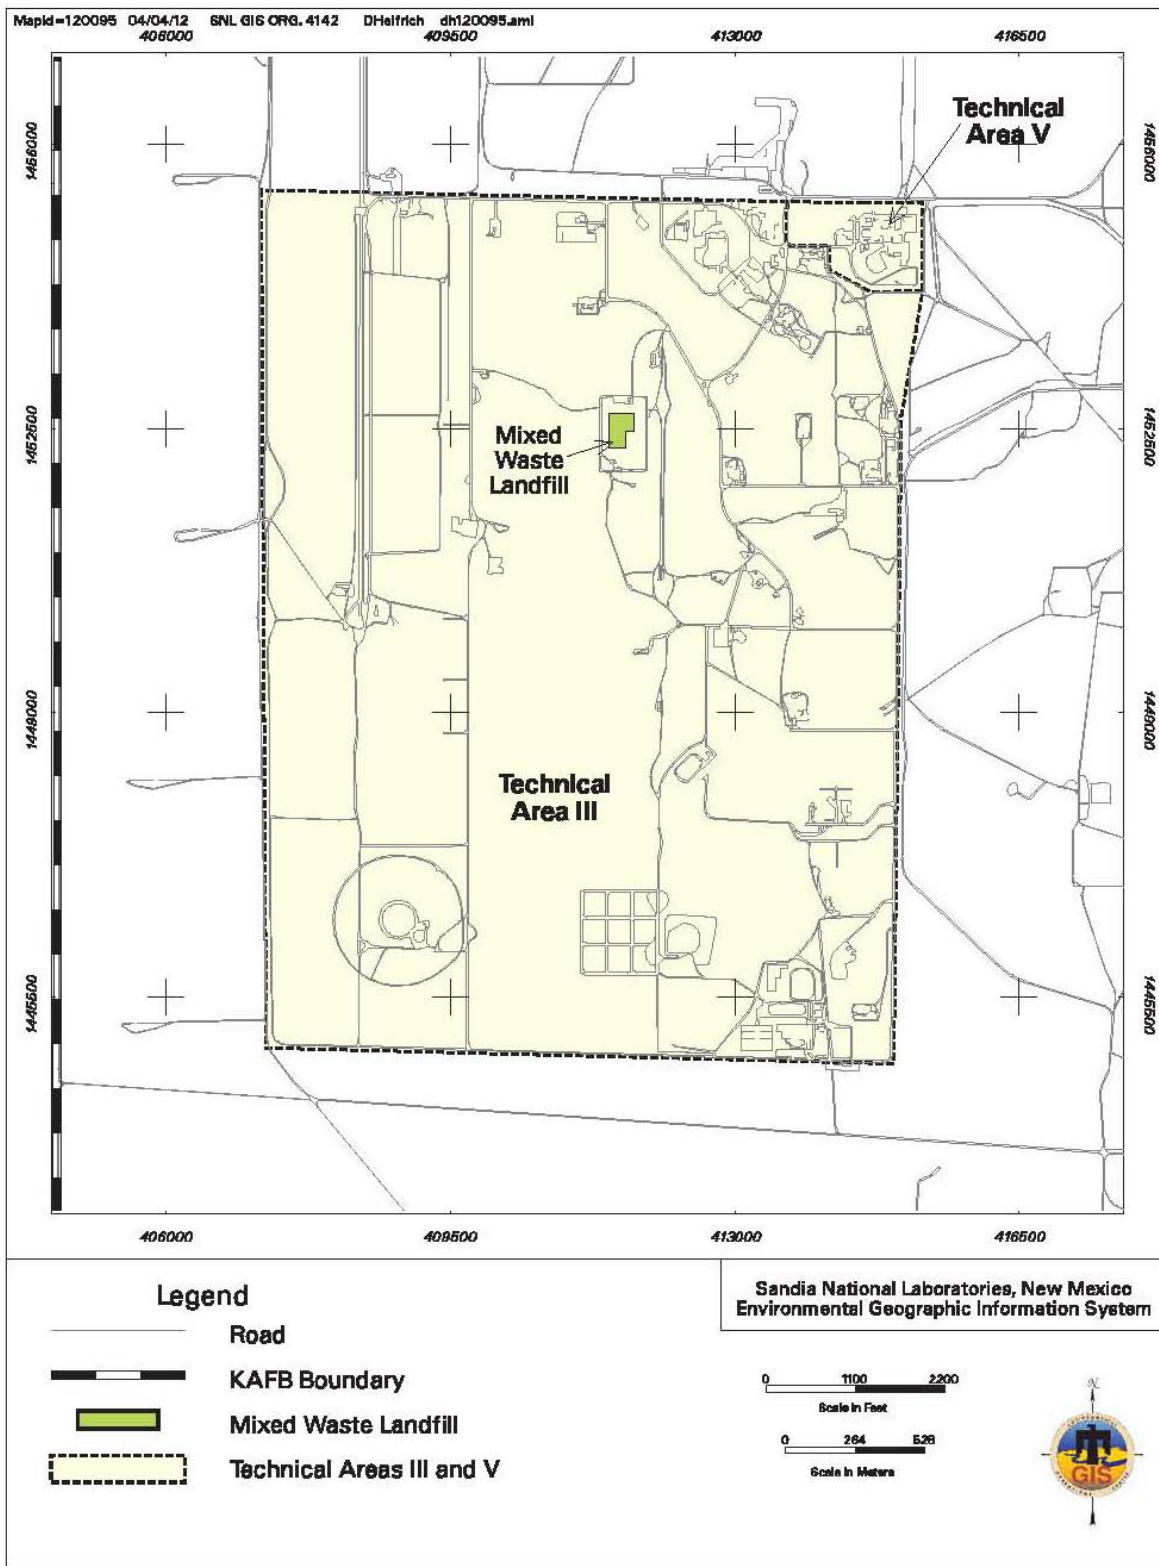 MapId=120095 04/04/12 SNL GIS ORG. 4142 DHelfrich dh120095.aml
406000 409500 413000 416500
Technical
Area V
1456000
1456000
1452500
1452500
Mixed
Waste
Landfill
1449000
1449000
Technical
Area III
1445500
1445500
406000 409500 413000 416500
Legend
Road
KAFB Boundary
Mixed Waste Landfill
Technical Areas III and V
Sandia National Laboratories, New Mexico
Environmental Geographic Information System
0 1100 2200
Scale in Feet
0 264 528
Scale in Meters
N
GIS